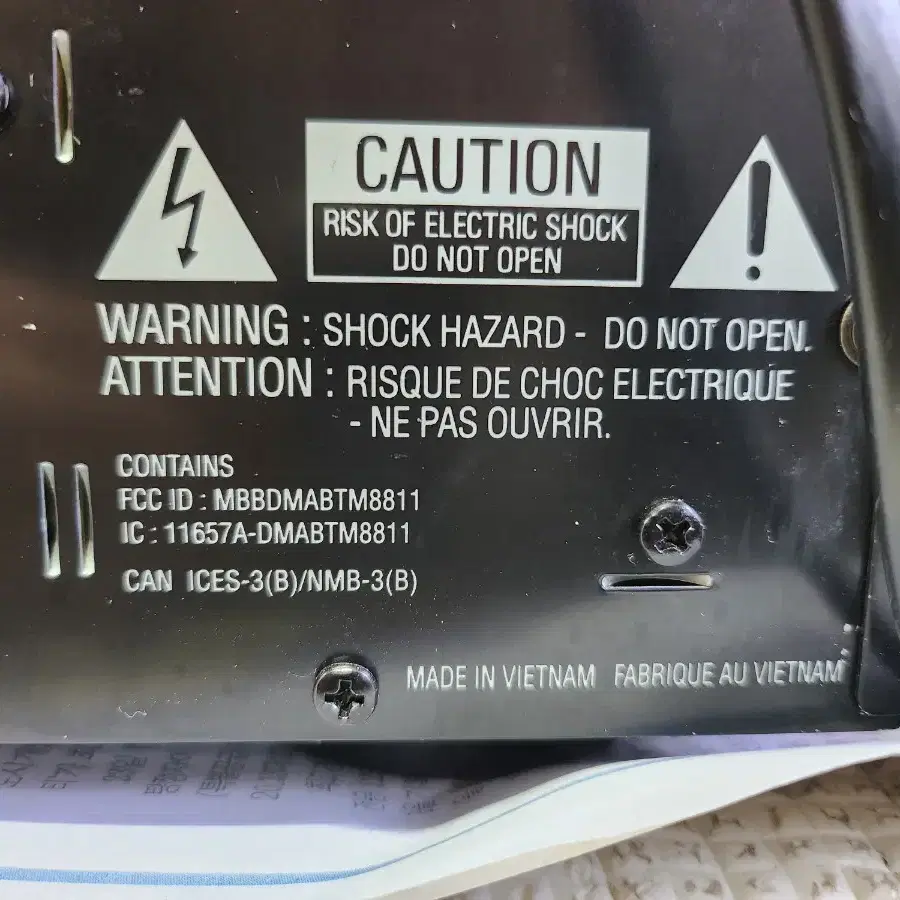 CAUTION
RISK OF ELECTRIC SHOCK
DO NOT OPEN
WARNING : SHOCK HAZARD - DO NOT OPEN.
ATTENTION : RISQUE DE CHOC ELECTRIQUE
- NE PAS OUVRIR.
CONTAINS
FCC ID : MBBDMABTM8811
IC : 11657A-DMABTM8811
CAN ICES-3(B)/NMB-3(B)
MADE IN VIETNAM FABRIQUE AU VIETNAM